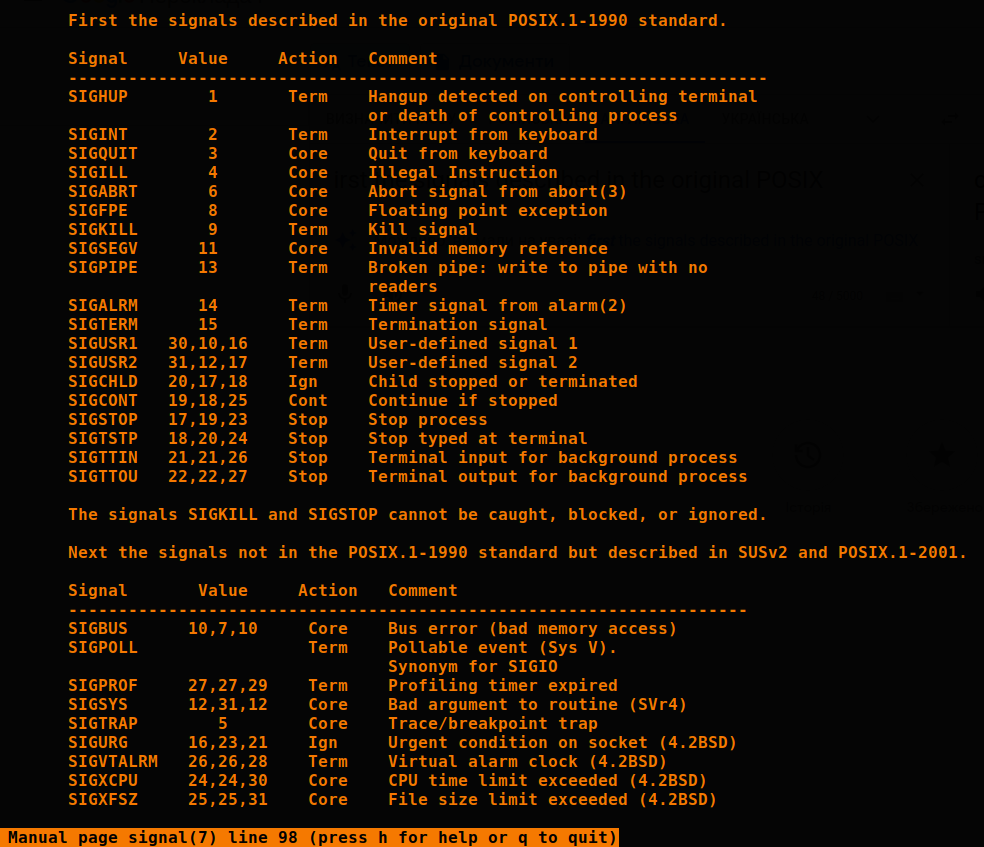 First the signals described in the original POSIX.1-1990 standard.
Signal     Value     Action   Comment
----------------------------------------------------------------------
SIGHUP        1       Term    Hangup detected on controlling terminal
                              or death of controlling process
SIGINT        2       Term    Interrupt from keyboard
SIGQUIT       3       Core    Quit from keyboard
SIGILL        4       Core    Illegal Instruction
SIGABRT       6       Core    Abort signal from abort(3)
SIGFPE        8       Core    Floating point exception
SIGKILL       9       Term    Kill signal
SIGSEGV      11       Core    Invalid memory reference
SIGPIPE      13       Term    Broken pipe: write to pipe with no
                              readers
SIGALRM      14       Term    Timer signal from alarm(2)
SIGTERM      15       Term    Termination signal
SIGUSR1   30,10,16    Term    User-defined signal 1
SIGUSR2   31,12,17    Term    User-defined signal 2
SIGCHLD   20,17,18    Ign     Child stopped or terminated
SIGCONT   19,18,25    Cont    Continue if stopped
SIGSTOP   17,19,23    Stop    Stop process
SIGTSTP   18,20,24    Stop    Stop typed at terminal
SIGTTIN   21,21,26    Stop    Terminal input for background process
SIGTTOU   22,22,27    Stop    Terminal output for background process
The signals SIGKILL and SIGSTOP cannot be caught, blocked, or ignored.
Next the signals not in the POSIX.1-1990 standard but described in SUSv2 and POSIX.1-2001.
Signal       Value     Action   Comment
--------------------------------------------------------------------
SIGBUS      10,7,10     Core    Bus error (bad memory access)
SIGPOLL                 Term    Pollable event (Sys V).
                                Synonym for SIGIO
SIGPROF     27,27,29    Term    Profiling timer expired
SIGSYS      12,31,12    Core    Bad argument to routine (SVr4)
SIGTRAP        5        Core    Trace/breakpoint trap
SIGURG      16,23,21    Ign     Urgent condition on socket (4.2BSD)
SIGVTALRM   26,26,28    Term    Virtual alarm clock (4.2BSD)
SIGXCPU     24,24,30    Core    CPU time limit exceeded (4.2BSD)
SIGXFSZ     25,25,31    Core    File size limit exceeded (4.2BSD)
Manual page signal(7) line 98 (press h for help or q to quit)